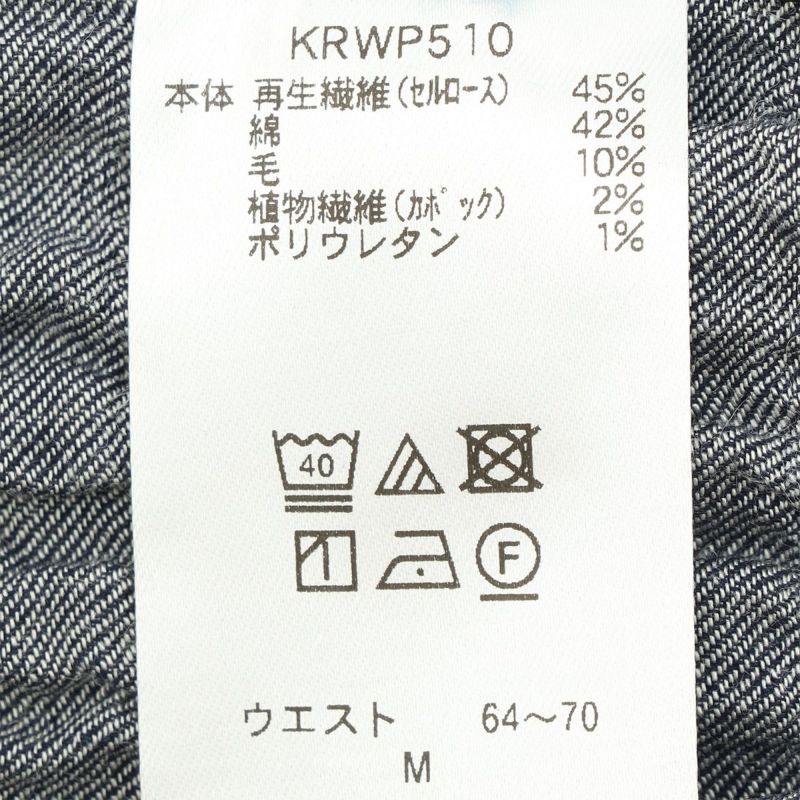 KRWP510
本体 再生繊維(セルロース) 45%
綿 42%
毛 10%
植物繊維(カポック) 2%
ポリウレタン 1%
40
F
ウエスト 64～70
M